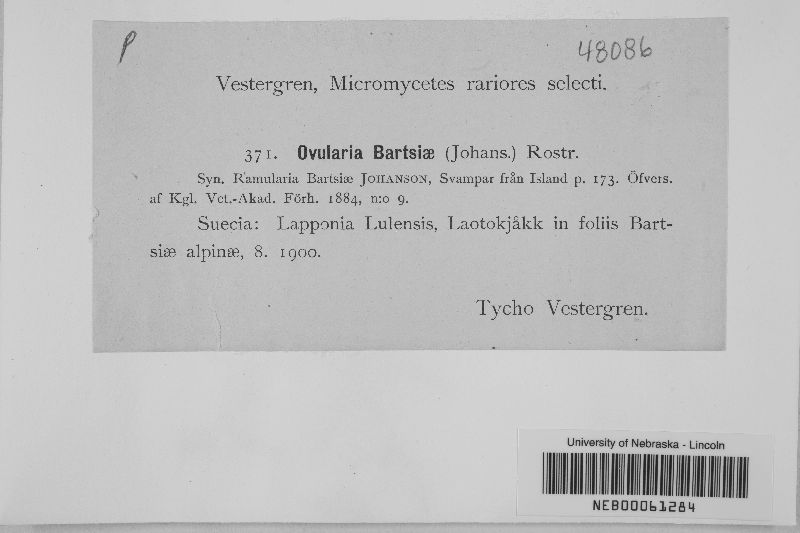 P
48086
Vestergren, Micromycetes rariores selecti.
371. Ovularia Bartsiæ (Johans.) Rostr.
Syn. Ramularia Bartsiæ JOHANSON, Svampar från Island p. 173. Öfvers.
af Kgl. Vet.-Akad. Förh. 1884, n:o 9.
Suecia: Lapponia Lulensis, Laotokjåkk in foliis Bart-
siæ alpinæ, 8. 1900.
Tycho Vestergren.
University of Nebraska - Lincoln
NEB00061284